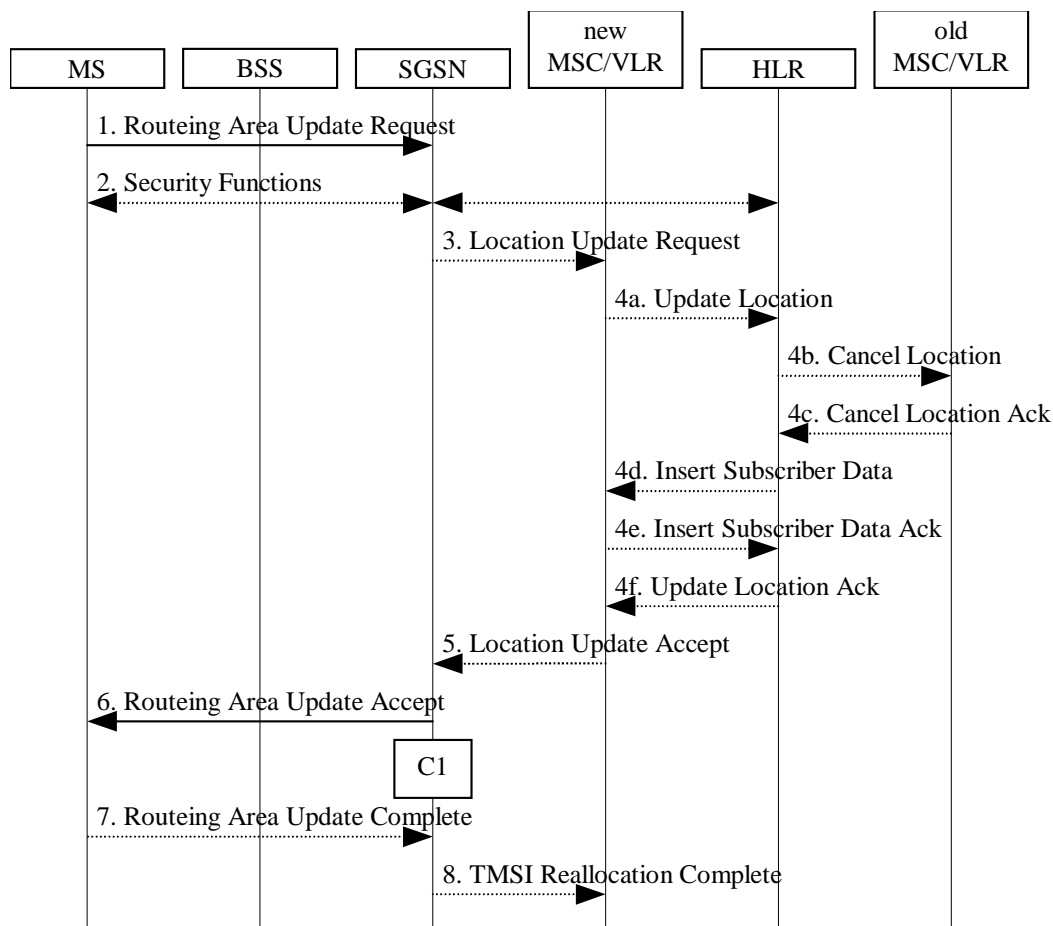 new
MSC/VLR
old
MSC/VLR
MS
BSS
SGSN
HLR
1. Routeing Area Update Request
2. Security Functions
3. Location Update Request
4a. Update Location
4b. Cancel Location
4c. Cancel Location Ack
4d. Insert Subscriber Data
4e. Insert Subscriber Data Ack
4f. Update Location Ack
5. Location Update Accept
6. Routeing Area Update Accept
C1
7. Routeing Area Update Complete
8. TMSI Reallocation Complete